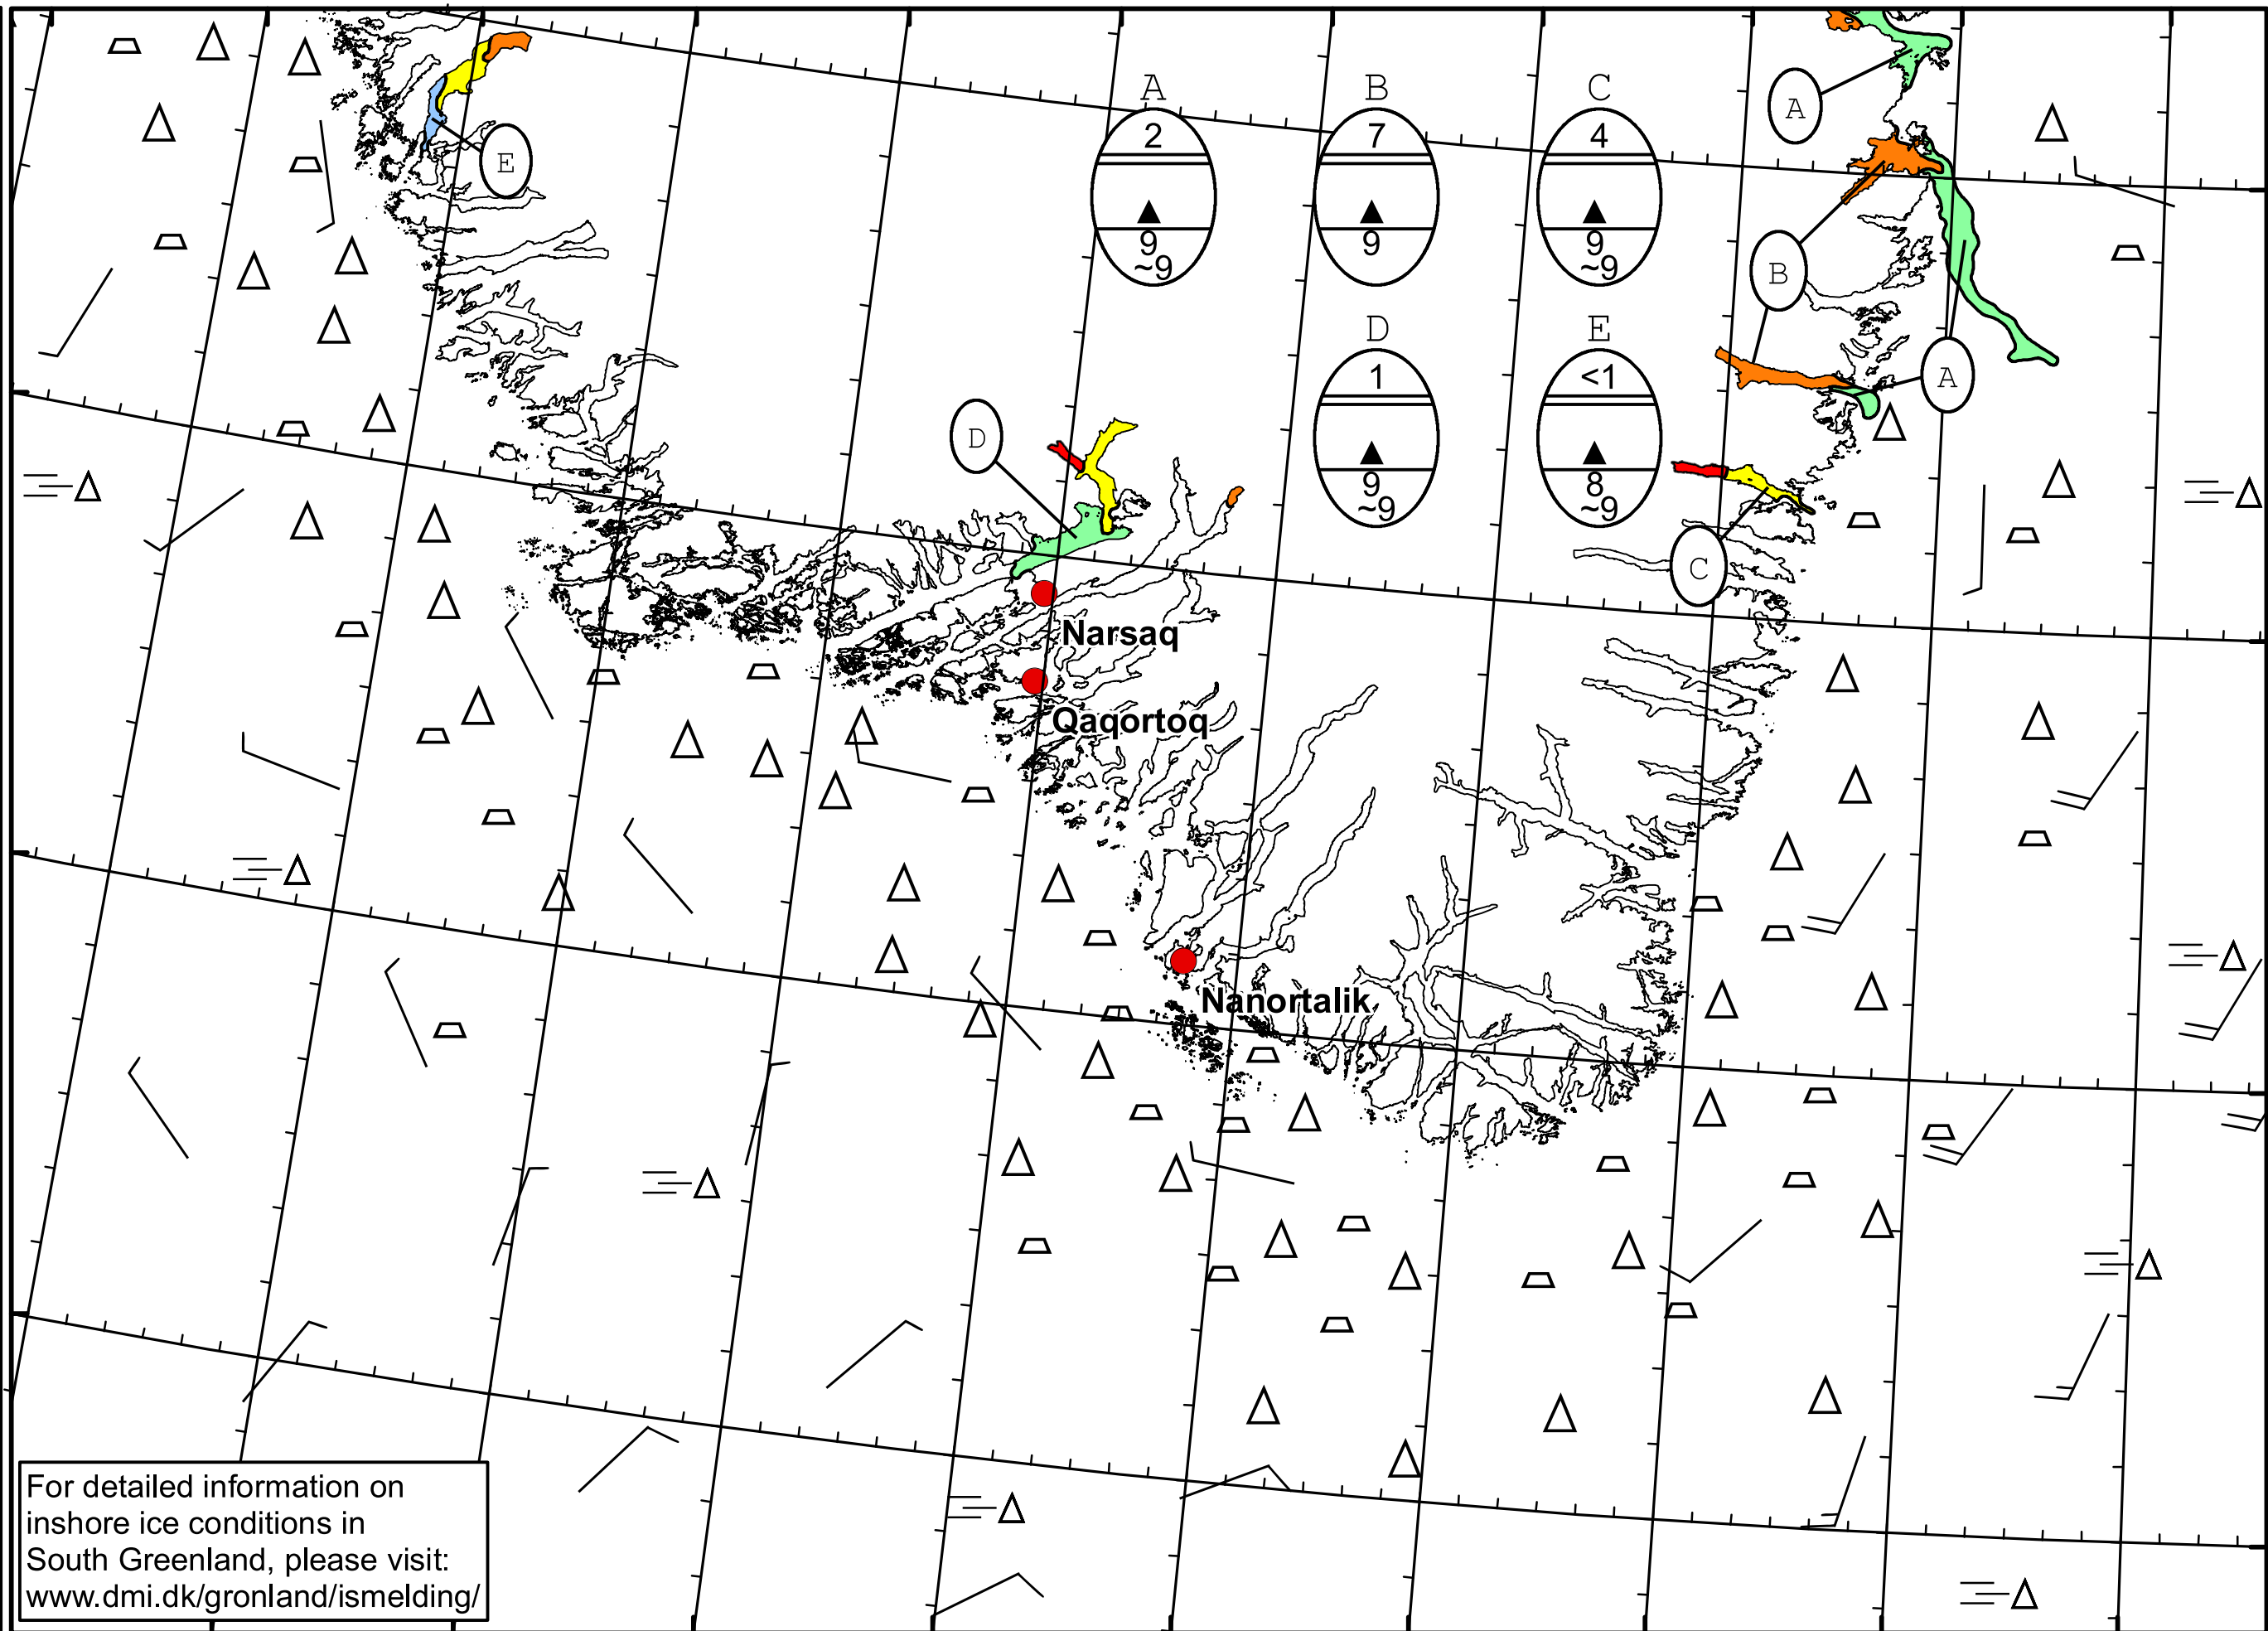 A
B
C
2
7
4
▲
▲
▲
9
9
9
~9
~9
D
E
1
<1
▲
▲
9
8
~9
~9
A
E
B
A
D
C
Narsaq
Qaqortoq
Nanortalik
For detailed information on
inshore ice conditions in
South Greenland, please visit:
www.dmi.dk/gronland/ismelding/